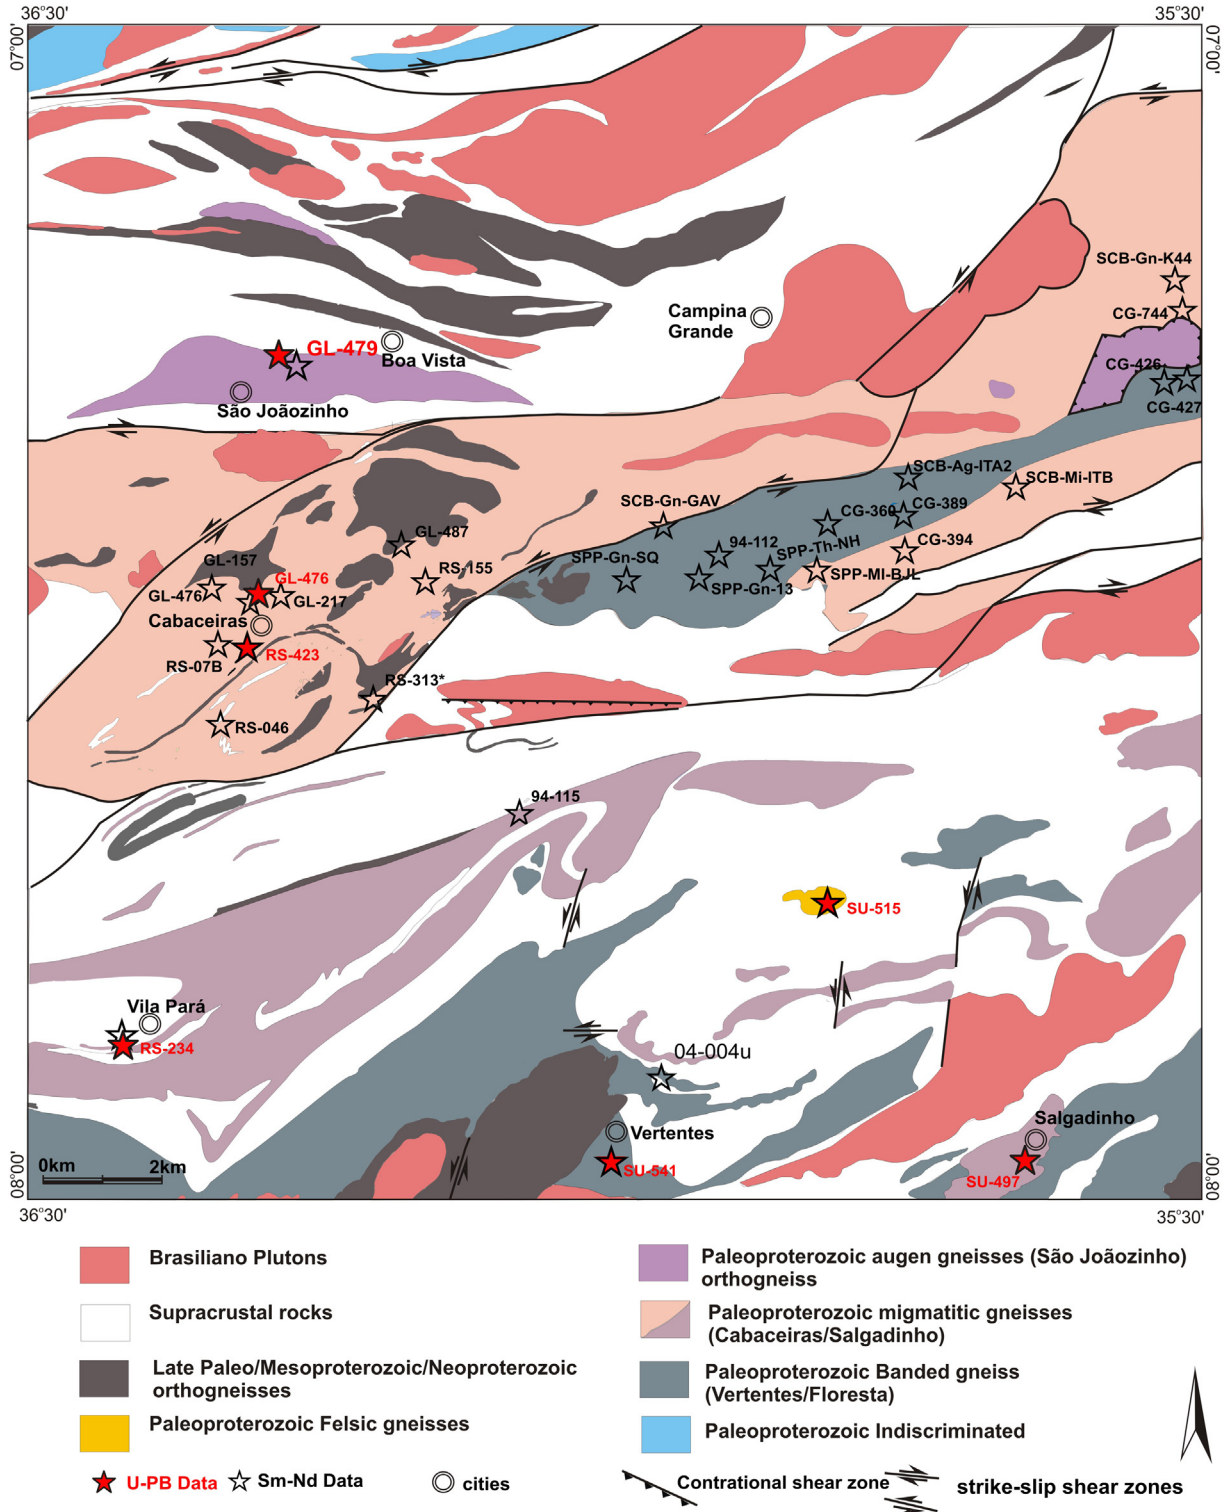 36°30'
35°30'
07°00'
07°00'
SCB-Gn-K44
CG-744
Campina
Grande
GL-479
Boa Vista
CG-426
São Joãozinho
CG-427
SCB-Ag-ITA2
SCB-Mi-ITB
SCB-Gn-GAV
CG-360
CG-389
GL-487
94-112
CG-394
GL-157
SPP-Gn-SQ
SPP-Th-NH
GL-476
RS-155
SPP-MI-BJL
GL-476
GL-217
SPP-Gn-13
Cabaceiras
RS-423
RS-07B
RS-313*
RS-046
94-115
SU-515
Vila Pará
RS-234
04-004u
Salgadinho
Vertentes
SU-541
SU-497
0km
2km
08°00'
08°00'
36°30'
35°30'
Brasiliano Plutons
Supracrustal rocks
Late Paleo/Mesoproterozoic/Neoproterozoic
orthogneisses
Paleoproterozoic Felsic gneisses
Paleoproterozoic augen gneisses (São Joãozinho)
orthogneiss
Paleoproterozoic migmatitic gneisses
(Cabaceiras/Salgadinho)
Paleoproterozoic Banded gneiss
(Vertentes/Floresta)
Paleoproterozoic Indiscriminated
U-PB Data
Sm-Nd Data
cities
Contrational shear zone
strike-slip shear zones